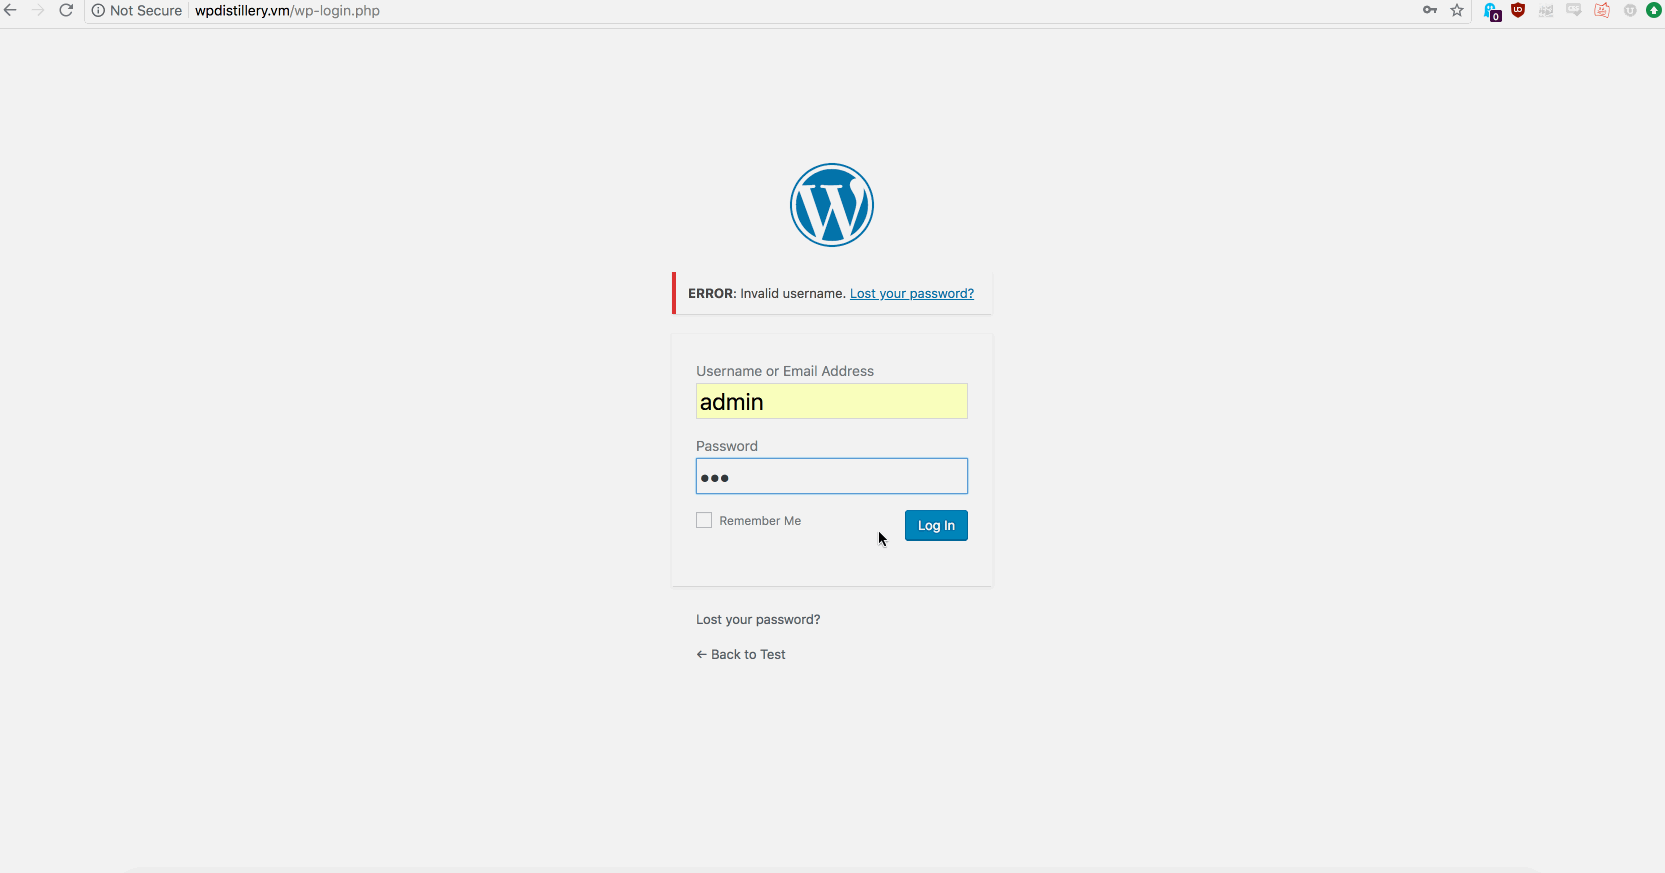 Not Secure wpdistillery.vm/wp-login.php
0
ERROR: Invalid username. Lost your password?
Username or Email Address
admin
Password
Remember Me
Log In
Lost your password?
← Back to Test